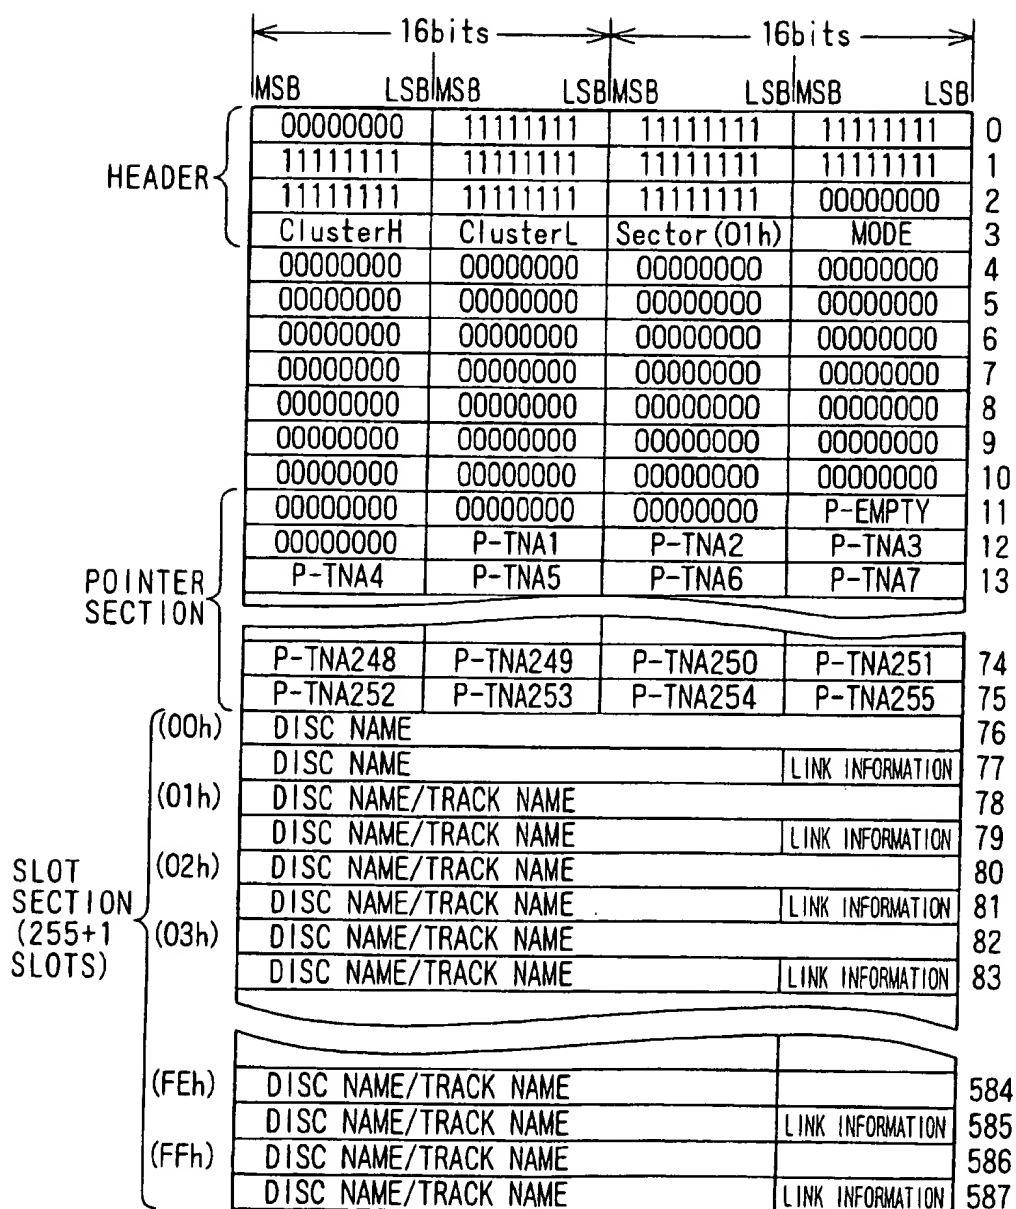 16bits 16bits
MSB LSB MSB LSB MSB LSB MSB LSB
HEADER
00000000 11111111 11111111 11111111 0
11111111 11111111 11111111 11111111 1
11111111 11111111 11111111 00000000 2
ClusterH ClusterL Sector(01h) MODE 3
00000000 00000000 00000000 00000000 4
00000000 00000000 00000000 00000000 5
00000000 00000000 00000000 00000000 6
00000000 00000000 00000000 00000000 7
00000000 00000000 00000000 00000000 8
00000000 00000000 00000000 00000000 9
00000000 00000000 00000000 00000000 10
POINTER
SECTION
00000000 00000000 00000000 P-EMPTY 11
00000000 P-TNA1 P-TNA2 P-TNA3 12
P-TNA4 P-TNA5 P-TNA6 P-TNA7 13
P-TNA248 P-TNA249 P-TNA250 P-TNA251 74
P-TNA252 P-TNA253 P-TNA254 P-TNA255 75
SLOT
SECTION
(255+1
SLOTS)
(00h) DISC NAME 76
DISC NAME LINK INFORMATION 77
(01h) DISC NAME/TRACK NAME 78
DISC NAME/TRACK NAME LINK INFORMATION 79
(02h) DISC NAME/TRACK NAME 80
DISC NAME/TRACK NAME LINK INFORMATION 81
(03h) DISC NAME/TRACK NAME 82
DISC NAME/TRACK NAME LINK INFORMATION 83
(FEh) DISC NAME/TRACK NAME 584
DISC NAME/TRACK NAME LINK INFORMATION 585
(FFh) DISC NAME/TRACK NAME 586
DISC NAME/TRACK NAME LINK INFORMATION 587